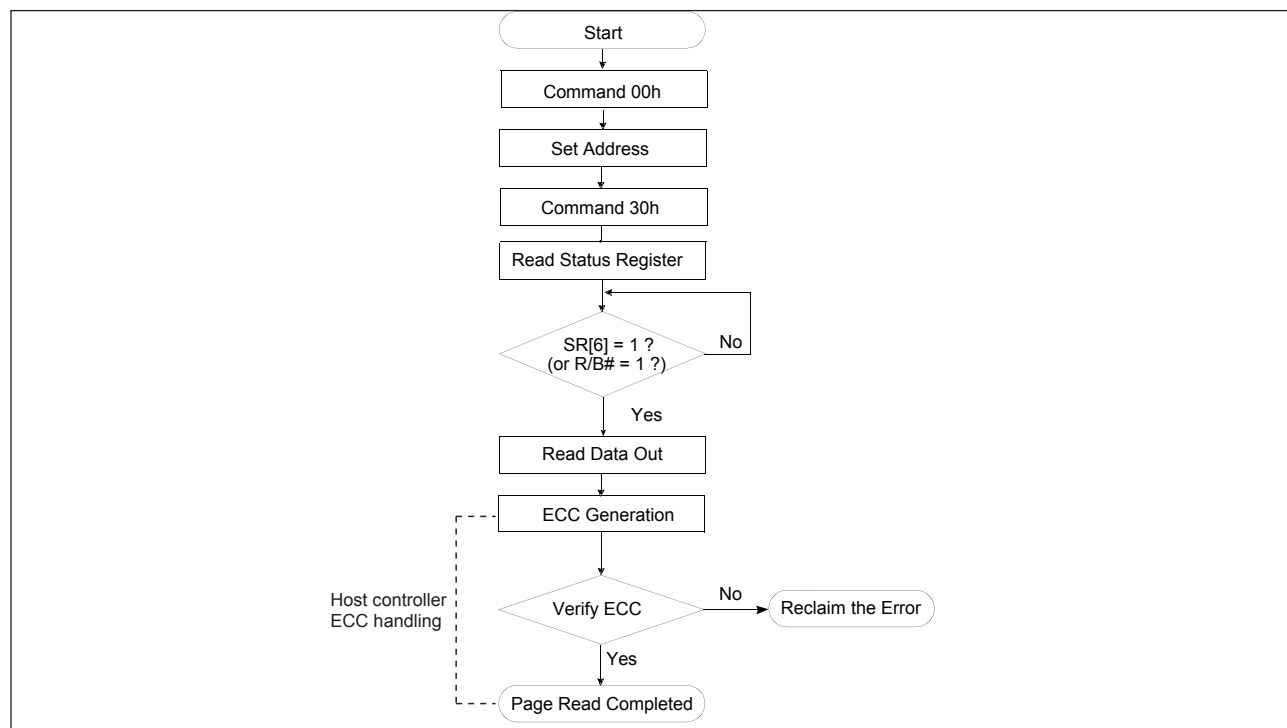 Start
Command 00h
Set Address
Command 30h
Read Status Register
SR[6] = 1 ?
(or R/B# = 1 ?)
No
Yes
Read Data Out
ECC Generation
Host controller
ECC handling
Verify ECC
No
Reclaim the Error
Yes
Page Read Completed